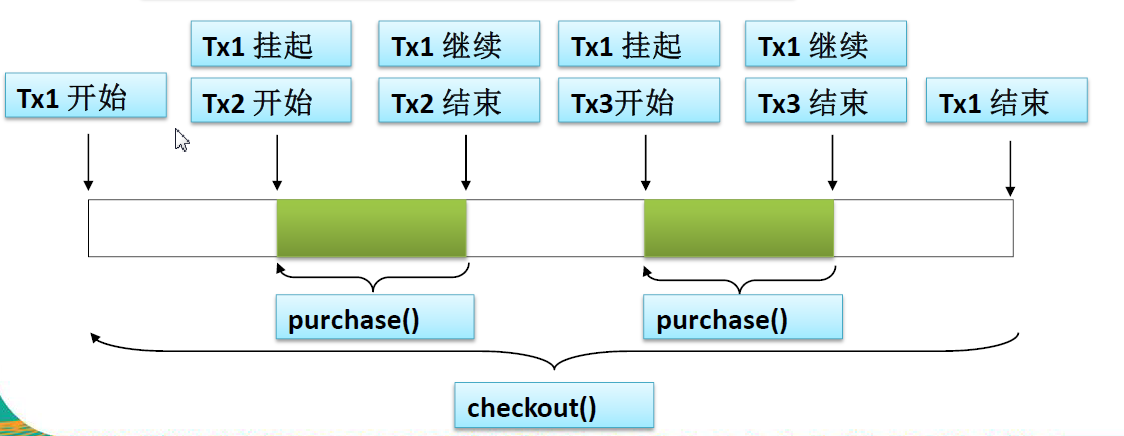 Tx1 挂起
Tx1 继续
Tx1 挂起
Tx1 继续
Tx1 开始
Tx2 开始
Tx2 结束
Tx3开始
Tx3 结束
Tx1 结束
purchase()
purchase()
checkout()